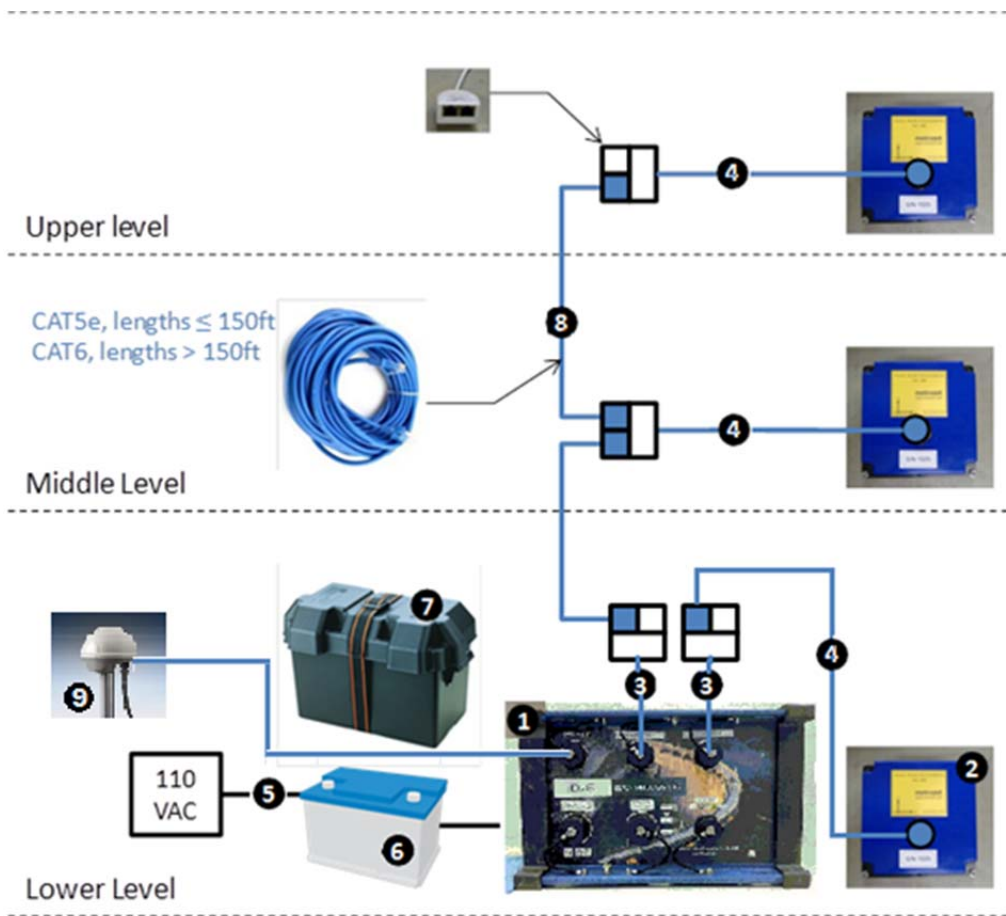 4
Upper level
CAT5e, lengths ≤ 150ft
CAT6, lengths > 150ft
8
4
Middle Level
7
9
3
3
4
1
2
110
VAC
5
6
Lower Level